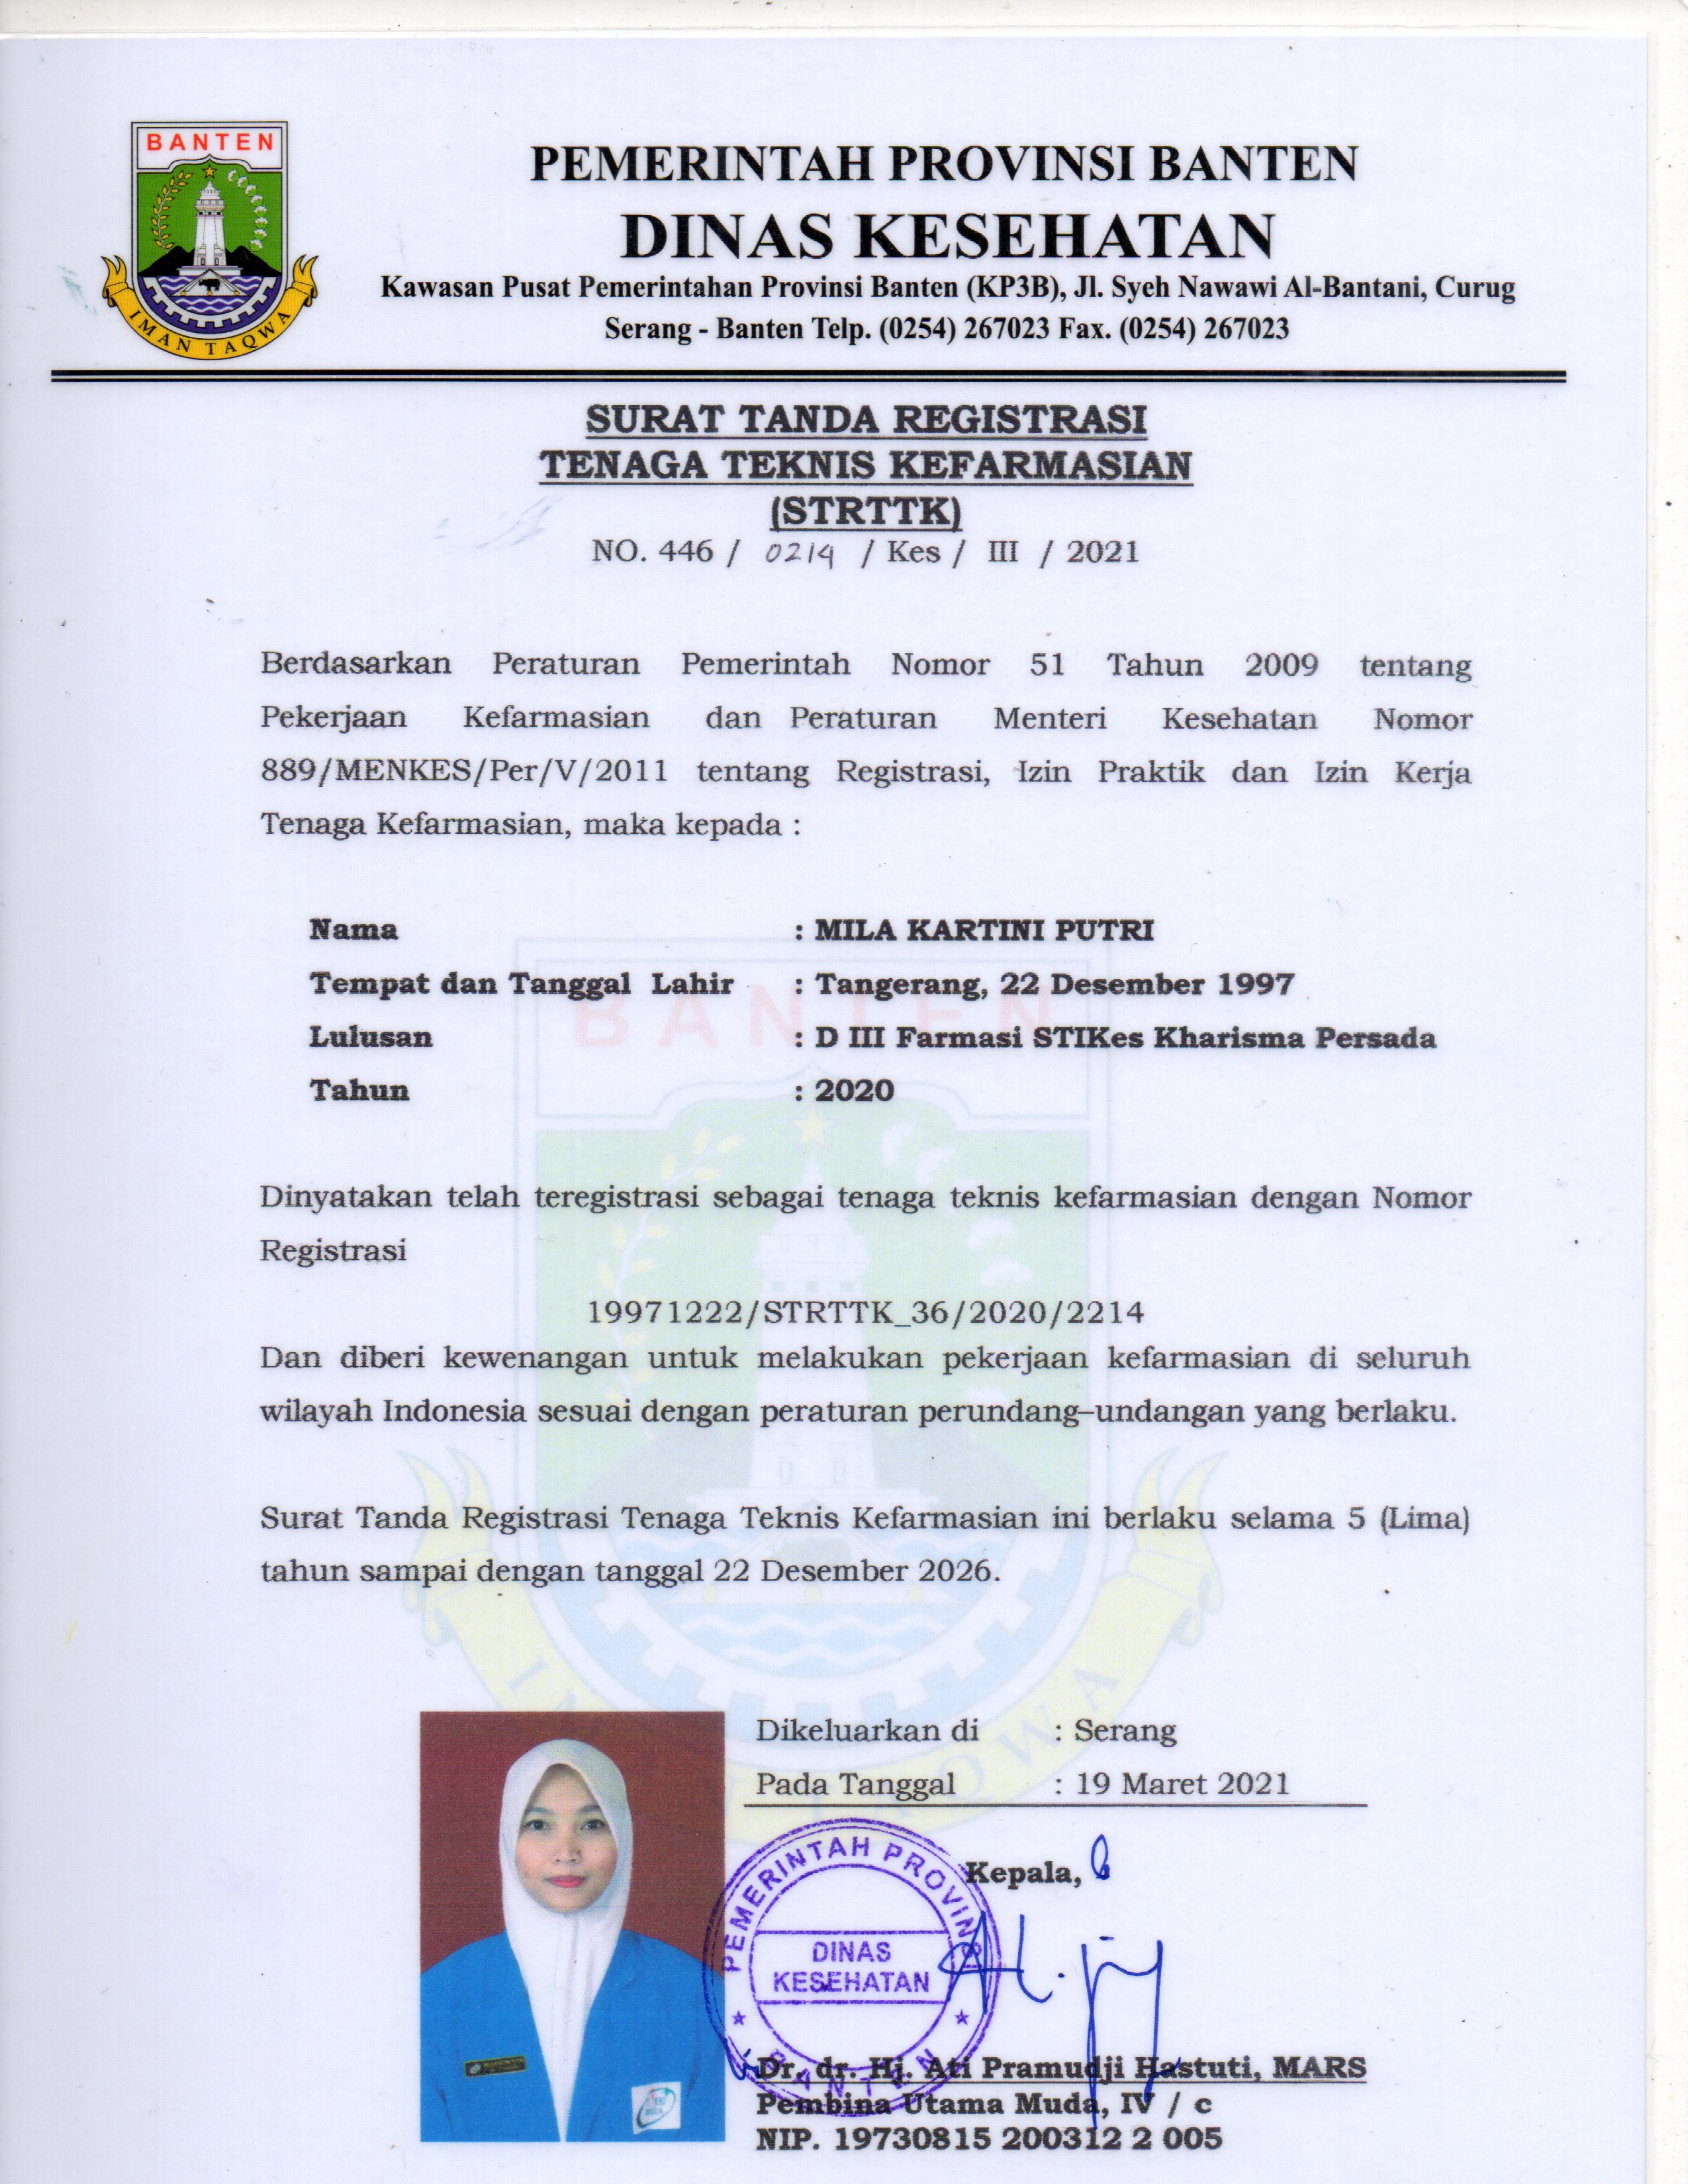 BANTEN
IMAN TAQWA
PEMERINTAH PROVINSI BANTEN
DINAS KESEHATAN
Kawasan Pusat Pemerintahan Provinsi Banten (KP3B), Jl. Syeh Nawawi Al-Bantani, Curug
Serang - Banten Telp. (0254) 267023 Fax. (0254) 267023
SURAT TANDA REGISTRASI
TENAGA TEKNIS KEFARMASIAN
(STRTTK)
NO. 446 / 0214 / Kes / III / 2021
Berdasarkan Peraturan Pemerintah Nomor 51 Tahun 2009 tentang
Pekerjaan Kefarmasian dan Peraturan Menteri Kesehatan Nomor
889/MENKES/Per/V/2011 tentang Registrasi, Izin Praktik dan Izin Kerja
Tenaga Kefarmasian, maka kepada :
Nama : MILA KARTINI PUTRI
Tempat dan Tanggal Lahir : Tangerang, 22 Desember 1997
BANTEN
Lulusan : D III Farmasi STIKes Kharisma Persada
Tahun : 2020
Dinyatakan telah teregistrasi sebagai tenaga teknis kefarmasian dengan Nomor
Registrasi
19971222/STRTTK_36/2020/2214
Dan diberi kewenangan untuk melakukan pekerjaan kefarmasian di seluruh
wilayah Indonesia sesuai dengan peraturan perundang–undangan yang berlaku.
Surat Tanda Registrasi Tenaga Teknis Kefarmasian ini berlaku selama 5 (Lima)
tahun sampai dengan tanggal 22 Desember 2026.
Dikeluarkan di : Serang
Pada Tanggal : 19 Maret 2021
Kepala,
PEMERINTAH PROVINSI
DINAS
KESEHATAN
BANTEN
Dr. dr. Hj. Ati Pramudji Hastuti, MARS
Pembina Utama Muda, IV / c
NIP. 19730815 200312 2 005